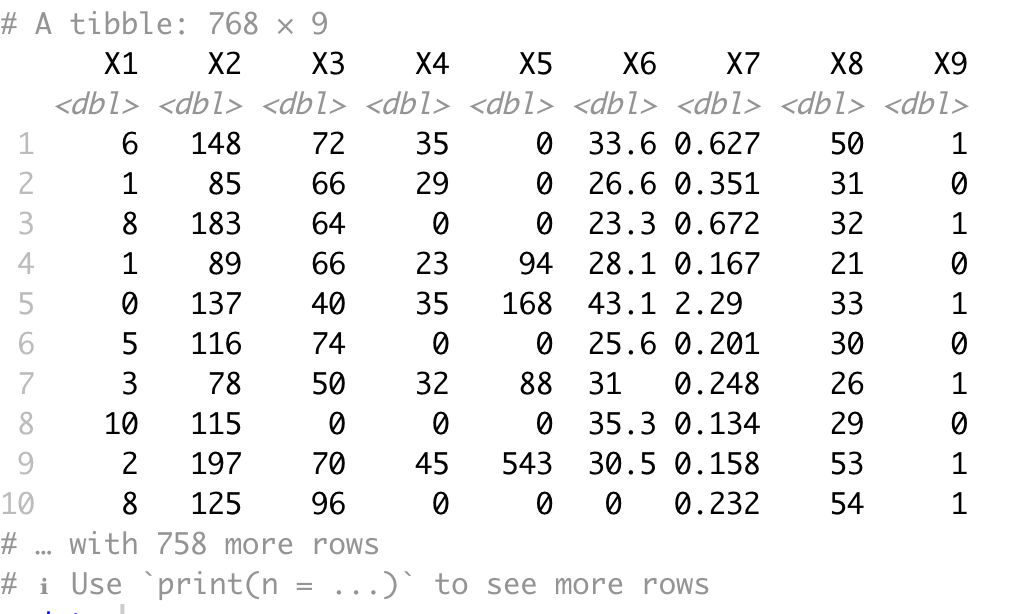 # A tibble: 768 × 9
X1 X2 X3 X4 X5 X6 X7 X8 X9
<dbl> <dbl> <dbl> <dbl> <dbl> <dbl> <dbl> <dbl> <dbl>
1 6 148 72 35 0 33.6 0.627 50 1
2 1 85 66 29 0 26.6 0.351 31 0
3 8 183 64 0 0 23.3 0.672 32 1
4 1 89 66 23 94 28.1 0.167 21 0
5 0 137 40 35 168 43.1 2.29 33 1
6 5 116 74 0 0 25.6 0.201 30 0
7 3 78 50 32 88 31 0.248 26 1
8 10 115 0 0 0 35.3 0.134 29 0
9 2 197 70 45 543 30.5 0.158 53 1
10 8 125 96 0 0 0 0.232 54 1
# … with 758 more rows
# ℹ Use `print(n = ...)` to see more rows